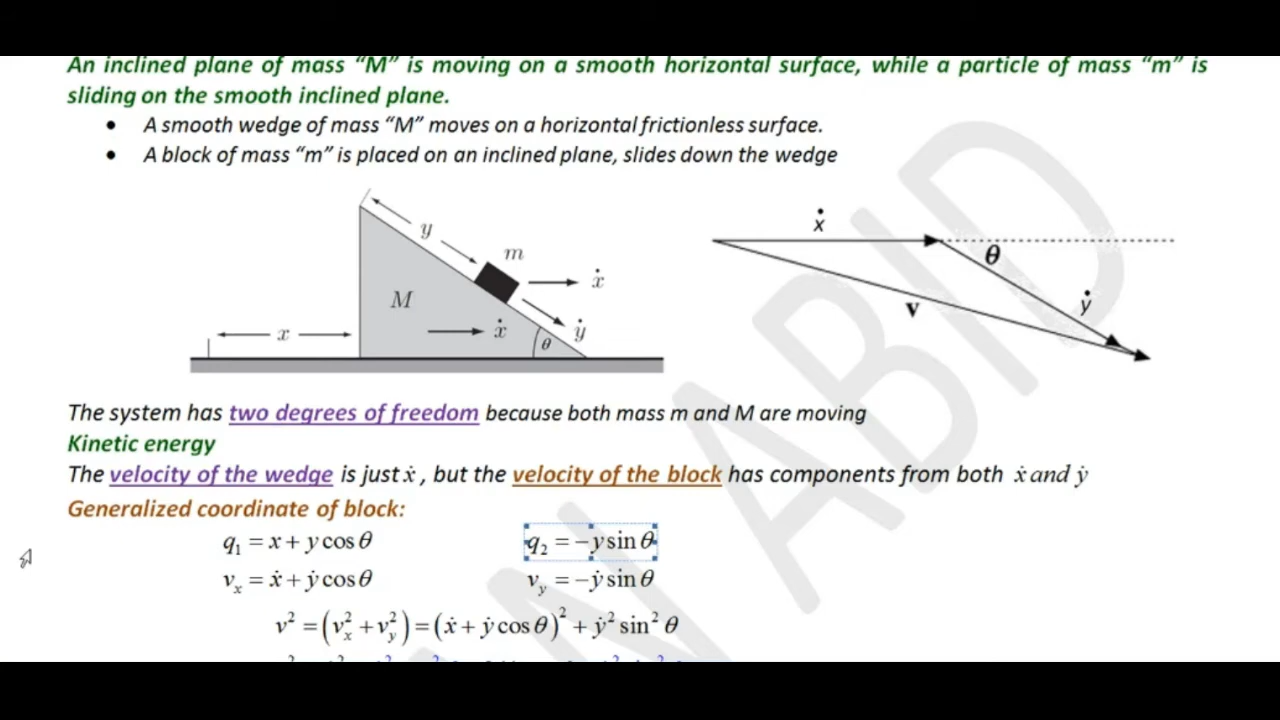 An inclined plane of mass “M” is moving on a smooth horizontal surface, while a particle of mass “m” is
sliding on the smooth inclined plane.
• A smooth wedge of mass “M” moves on a horizontal frictionless surface.
• A block of mass “m” is placed on an inclined plane, slides down the wedge
y
m
ẋ
M
ẋ
ẏ
x
θ
ẋ
θ
v
ẏ
The system has two degrees of freedom because both mass m and M are moving
Kinetic energy
The velocity of the wedge is just ẋ, but the velocity of the block has components from both ẋ and ẏ
Generalized coordinate of block:
q₁ = x + y cos θ q₂ = −y sin θ
vₓ = ẋ + ẏ cos θ v_y = −ẏ sin θ
v² = (vₓ² + v_y²) = (ẋ + ẏ cos θ)² + ẏ² sin² θ
ABID